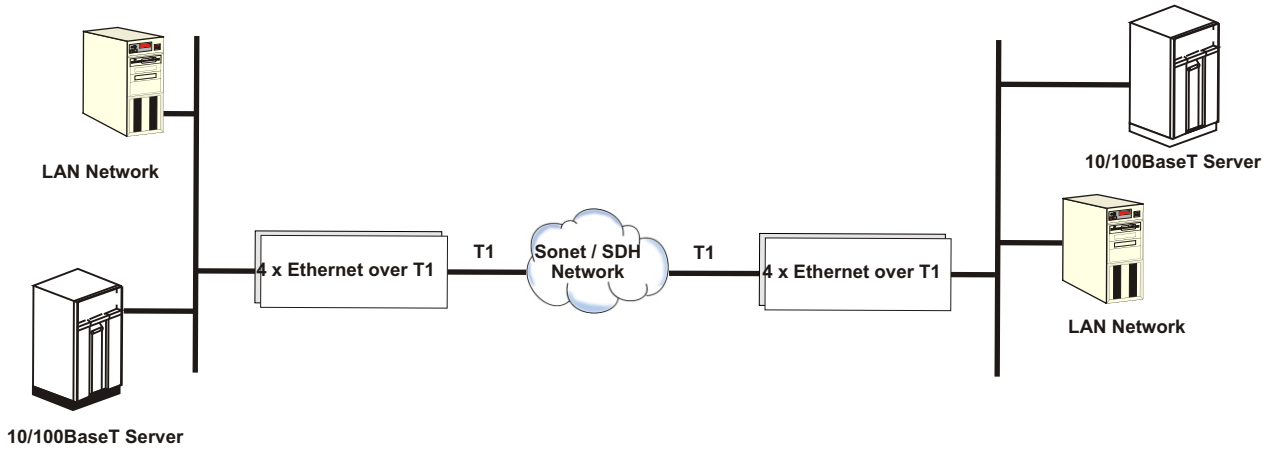 LAN Network
10/100BaseT Server
10/100BaseT Server
LAN Network
4 x Ethernet over T1
T1
Sonet / SDH
Network
T1
4 x Ethernet over T1